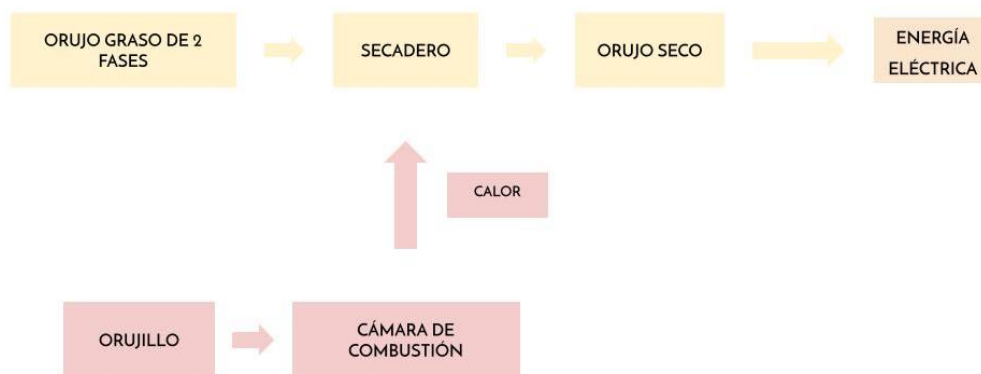 ORUJO GRASO DE 2
FASES
SECADERO
ORUJO SECO
ENERGÍA
ELÉCTRICA
CALOR
ORUJILLO
CÁMARA DE
COMBUSTIÓN